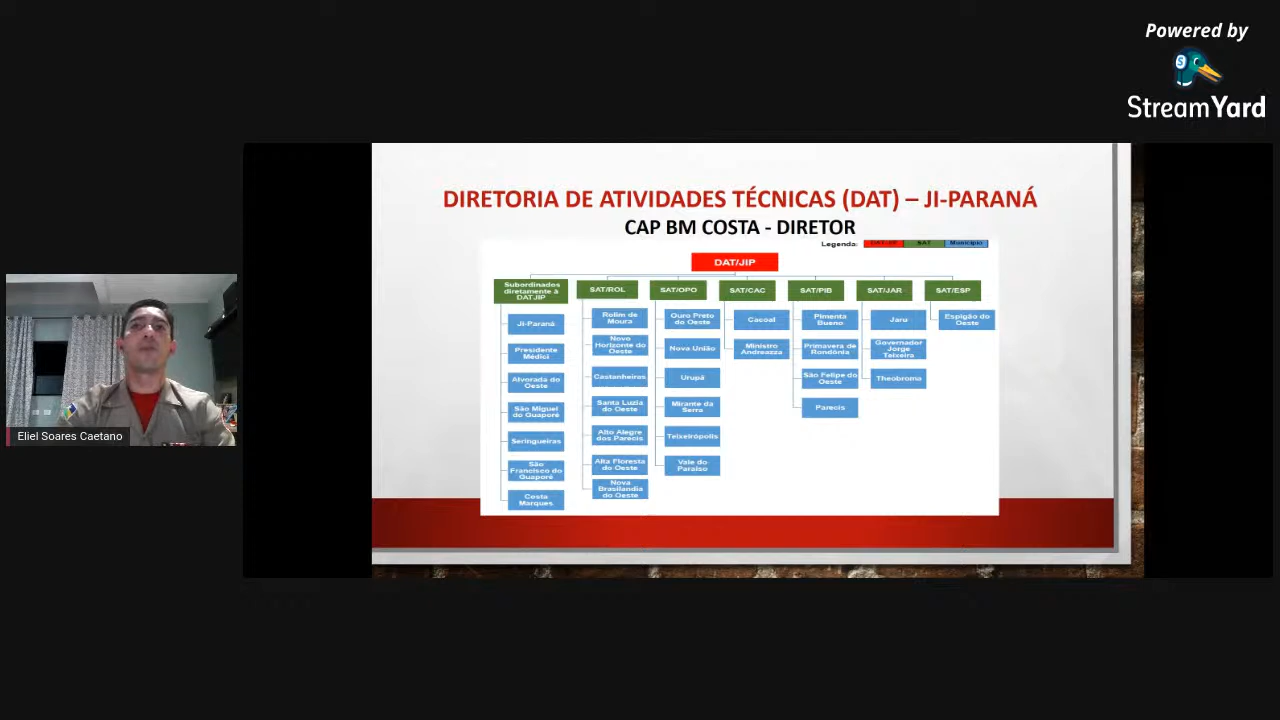 Powered by
StreamYard
DIRETORIA DE ATIVIDADES TÉCNICAS (DAT) – JI-PARANÁ
CAP BM COSTA - DIRETOR
Legenda:
DAT/JIP
SAT
Município
DAT/JIP
Subordinados
diretamente à
DATJIP
Ji-Paraná
Presidente
Médici
Alvorada do
Oeste
São Miguel
do Guaporé
Seringueiras
São
Francisco do
Guaporé
Costa
Marques
SAT/ROL
Rolim de
Moura
Novo
Horizonte do
Oeste
Castanheiras
Santa Luzia
do Oeste
Alto Alegre
dos Parecis
Alta Floresta
do Oeste
Nova
Brasilandia
do Oeste
SAT/OPO
Ouro Preto
do Oeste
Nova União
Urupá
Mirante da
Serra
Teixeirópolis
Vale do
Paraíso
SAT/CAC
Cacoal
Ministro
Andreazza
SAT/PIB
Pimenta
Bueno
Primavera de
Rondônia
São Felipe do
Oeste
Parecis
SAT/JAR
Jaru
Governador
Jorge
Teixeira
Theobroma
SAT/ESP
Espigão do
Oeste
Eliel Soares Caetano